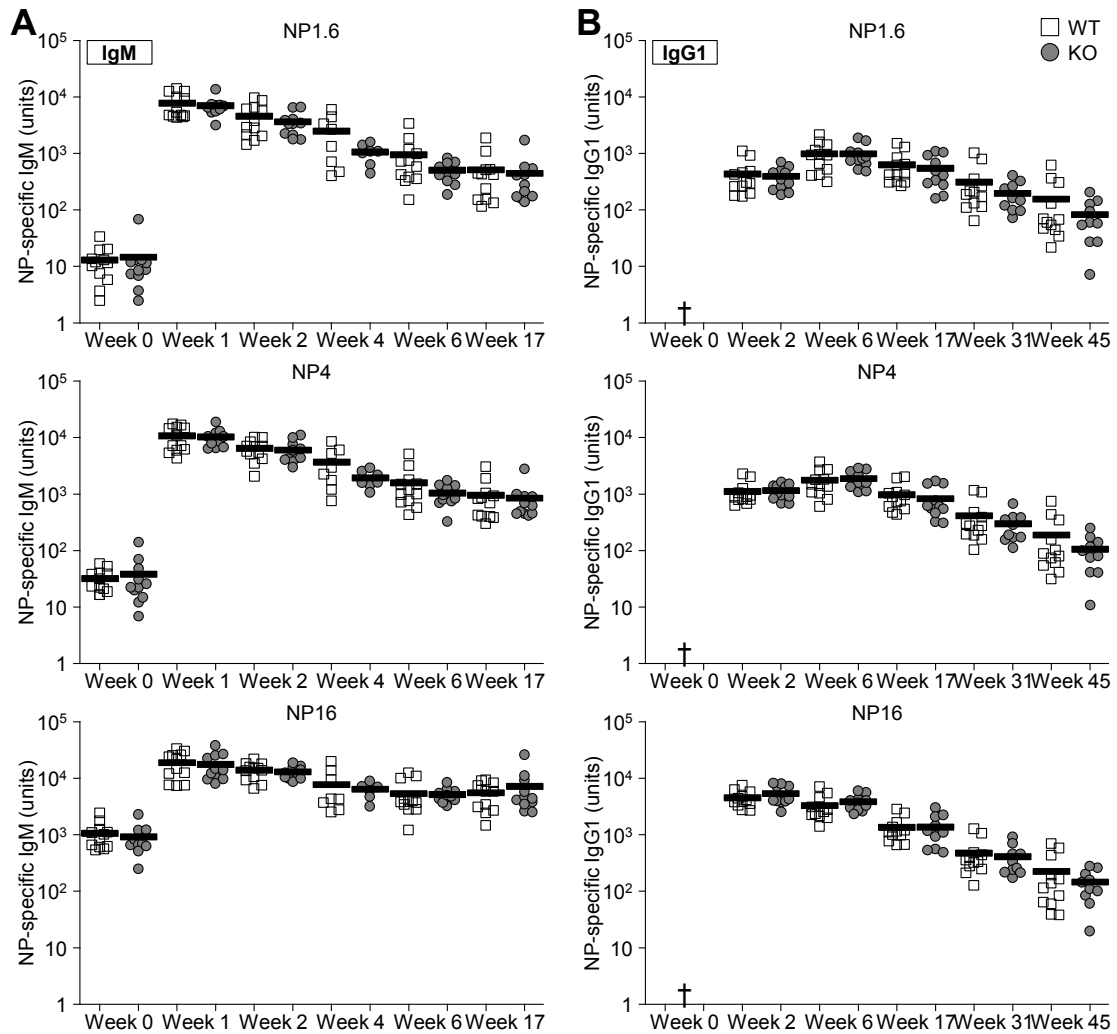 A
NP1.6
IgM
NP-specific IgM (units)
10⁵
10⁴
10³
10²
10
1
Week 0 Week 1 Week 2 Week 4 Week 6 Week 17
NP4
NP-specific IgM (units)
10⁵
10⁴
10³
10²
10
1
Week 0 Week 1 Week 2 Week 4 Week 6 Week 17
NP16
NP-specific IgM (units)
10⁵
10⁴
10³
10²
10
1
Week 0 Week 1 Week 2 Week 4 Week 6 Week 17
B
NP1.6
IgG1
WT
KO
NP-specific IgG1 (units)
10⁵
10⁴
10³
10²
10
1
†
Week 0 Week 2 Week 6 Week 17 Week 31 Week 45
NP4
NP-specific IgG1 (units)
10⁵
10⁴
10³
10²
10
1
†
Week 0 Week 2 Week 6 Week 17 Week 31 Week 45
NP16
NP-specific IgG1 (units)
10⁵
10⁴
10³
10²
10
1
†
Week 0 Week 2 Week 6 Week 17 Week 31 Week 45